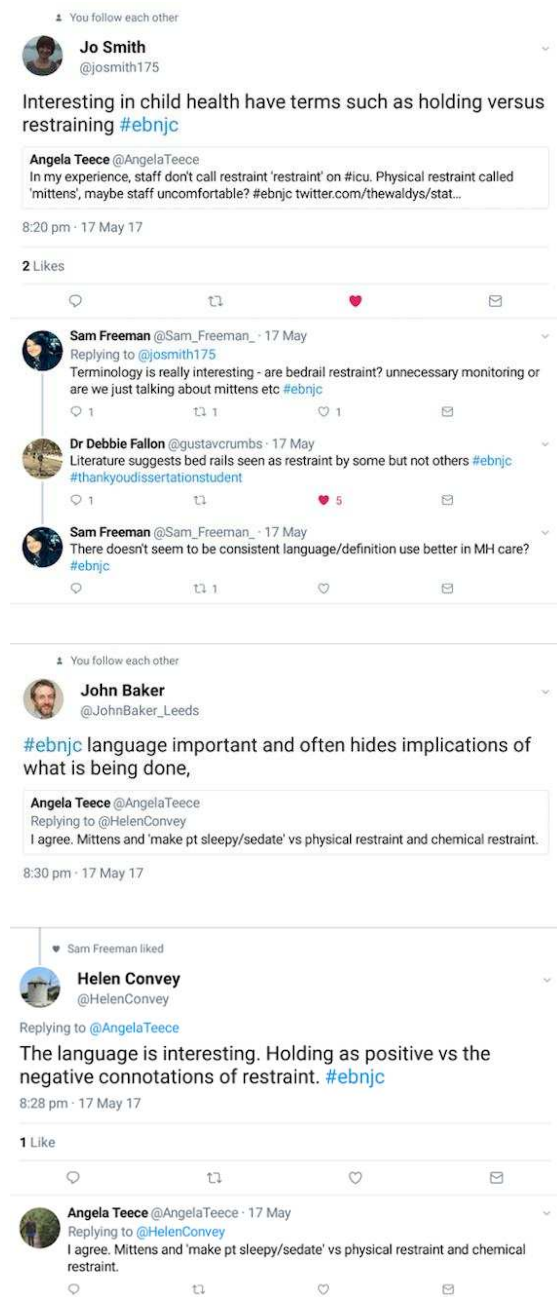 You follow each other
Jo Smith
@josmith175
Interesting in child health have terms such as holding versus
restraining #ebnjc
Angela Teece @AngelaTeece
In my experience, staff don't call restraint 'restraint' on #icu. Physical restraint called
'mittens', maybe staff uncomfortable? #ebnjc twitter.com/thewaldys/stat...
8:20 pm · 17 May 17
2 Likes
Sam Freeman @Sam_Freeman_ · 17 May
Replying to @josmith175
Terminology is really interesting - are bedrail restraint? unnecessary monitoring or
are we just talking about mittens etc #ebnjc
1 1 1
Dr Debbie Fallon @gustavcrumbs · 17 May
Literature suggests bed rails seen as restraint by some but not others #ebnjc
#thankyoudissertationstudent
1 5
Sam Freeman @Sam_Freeman_ · 17 May
There doesn't seem to be consistent language/definition use better in MH care?
#ebnjc
1
You follow each other
John Baker
@JohnBaker_Leeds
#ebnjc language important and often hides implications of
what is being done,
Angela Teece @AngelaTeece
Replying to @HelenConvey
I agree. Mittens and 'make pt sleepy/sedate' vs physical restraint and chemical restraint.
8:30 pm · 17 May 17
Sam Freeman liked
Helen Convey
@HelenConvey
Replying to @AngelaTeece
The language is interesting. Holding as positive vs the
negative connotations of restraint. #ebnjc
8:28 pm · 17 May 17
1 Like
Angela Teece @AngelaTeece · 17 May
Replying to @HelenConvey
I agree. Mittens and 'make pt sleepy/sedate' vs physical restraint and chemical
restraint.